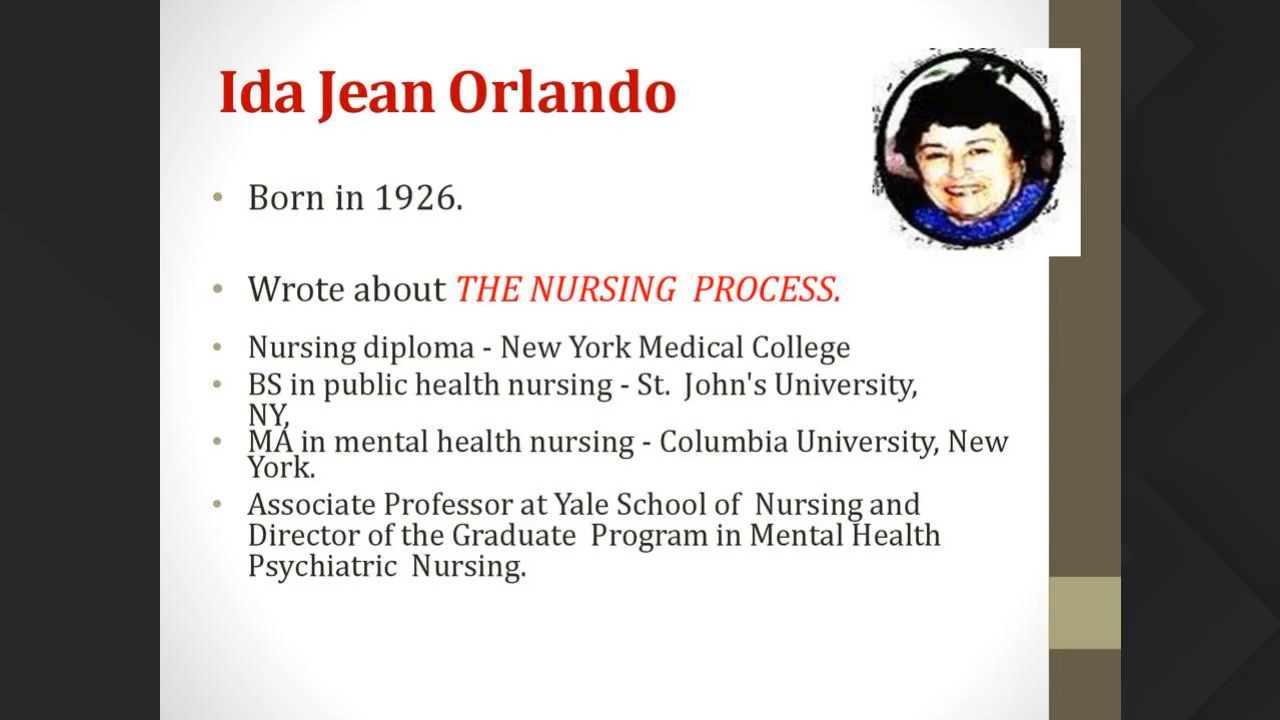 Ida Jean Orlando
• Born in 1926.
• Wrote about THE NURSING PROCESS.
• Nursing diploma - New York Medical College
• BS in public health nursing - St. John's University,
NY,
• MA in mental health nursing - Columbia University, New
York.
• Associate Professor at Yale School of Nursing and
Director of the Graduate Program in Mental Health
Psychiatric Nursing.